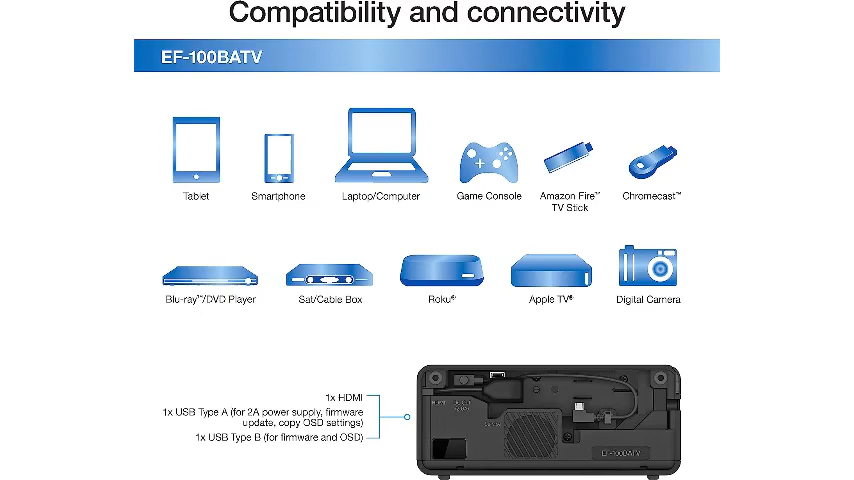 Compatibility and connectivity
EF-100BATV
Tablet
Smartphone
Laptop/Computer
Game Console
Amazon Fire™
TV Stick
Chromecast™
Blu-ray™/DVD Player
Sat/Cable Box
Roku®
Apple TV®
Digital Camera
1x HDMI
1x USB Type A (for 2A power supply, firmware
update, copy OSD settings)
1x USB Type B (for firmware and OSD)
EF-100BATV